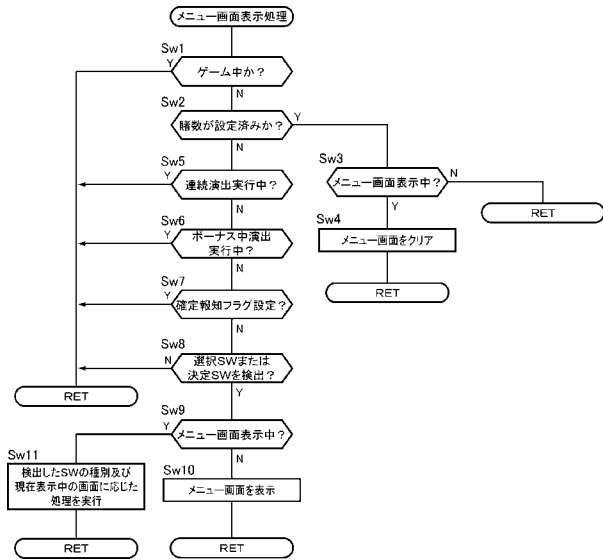 メニュー画面表示処理
Sw1
Y
ゲーム中か?
N
Sw2
賭数が設定済みか?
Y
N
Sw3
メニュー画面表示中?
N
Y
RET
Sw4
メニュー画面をクリア
RET
Sw5
Y
連続演出実行中?
N
Sw6
Y
ボーナス中演出
実行中?
N
Sw7
Y
確定報知フラグ設定?
N
Sw8
N
選択SWまたは
決定SWを検出?
Y
RET
Sw9
Y
メニュー画面表示中?
N
Sw11
検出したSWの種別及び
現在表示中の画面に応じた
処理を実行
Sw10
メニュー画面を表示
RET
RET